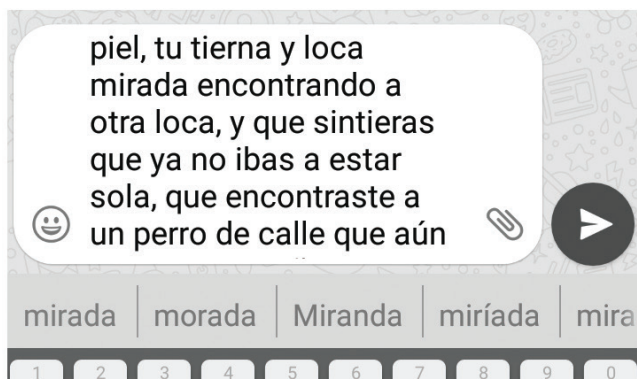 piel, tu tierna y loca
mirada encontrando a
otra loca, y que sintieras
que ya no ibas a estar
sola, que encontraste a
un perro de calle que aún
mirada morada Miranda miríada mira
1 2 3 4 5 6 7 8 9 0